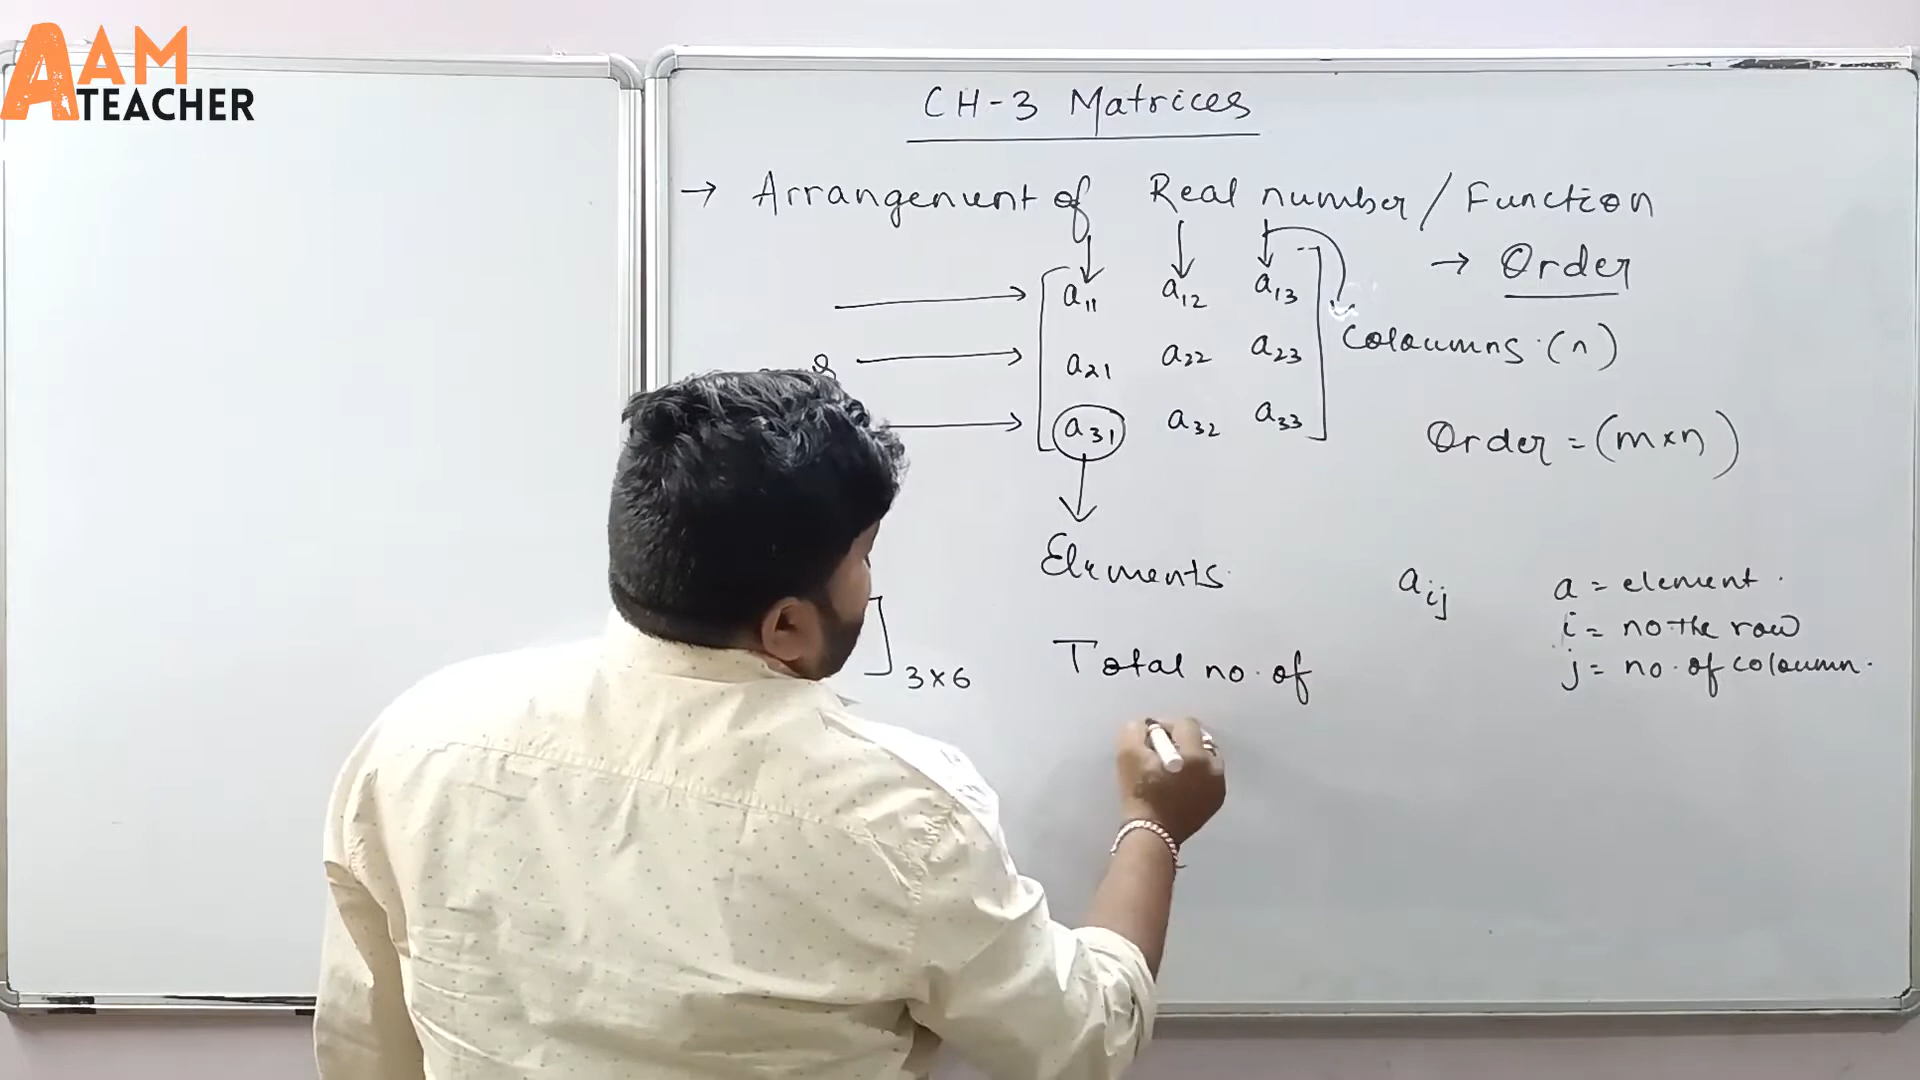 AAM
TEACHER
CH-3 Matrices
→ Arrangement of Real number / Function
→ Order
a11 a12 a13
a21 a22 a23
a31 a32 a33
Coloumns (n)
Order = (m×n)
Elements
aij
a = element.
i = no the row
j = no. of coloumn.
3×6
Total no. of